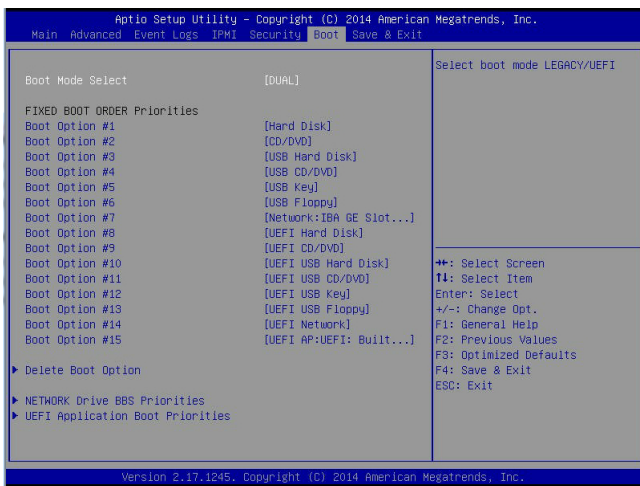 Aptio Setup Utility – Copyright (C) 2014 American Megatrends, Inc.
Main Advanced Event Logs IPMI Security Boot Save & Exit
Boot Mode Select [DUAL]
FIXED BOOT ORDER Priorities
Boot Option #1 [Hard Disk]
Boot Option #2 [CD/DVD]
Boot Option #3 [USB Hard Disk]
Boot Option #4 [USB CD/DVD]
Boot Option #5 [USB Key]
Boot Option #6 [USB Floppy]
Boot Option #7 [Network:IBA GE Slot...]
Boot Option #8 [UEFI Hard Disk]
Boot Option #9 [UEFI CD/DVD]
Boot Option #10 [UEFI USB Hard Disk]
Boot Option #11 [UEFI USB CD/DVD]
Boot Option #12 [UEFI USB Key]
Boot Option #13 [UEFI USB Floppy]
Boot Option #14 [UEFI Network]
Boot Option #15 [UEFI AP:UEFI: Built...]
▶ Delete Boot Option
▶ NETWORK Drive BBS Priorities
▶ UEFI Application Boot Priorities
Select boot mode LEGACY/UEFI
→←: Select Screen
↑↓: Select Item
Enter: Select
+/-: Change Opt.
F1: General Help
F2: Previous Values
F3: Optimized Defaults
F4: Save & Exit
ESC: Exit
Version 2.17.1245. Copyright (C) 2014 American Megatrends, Inc.